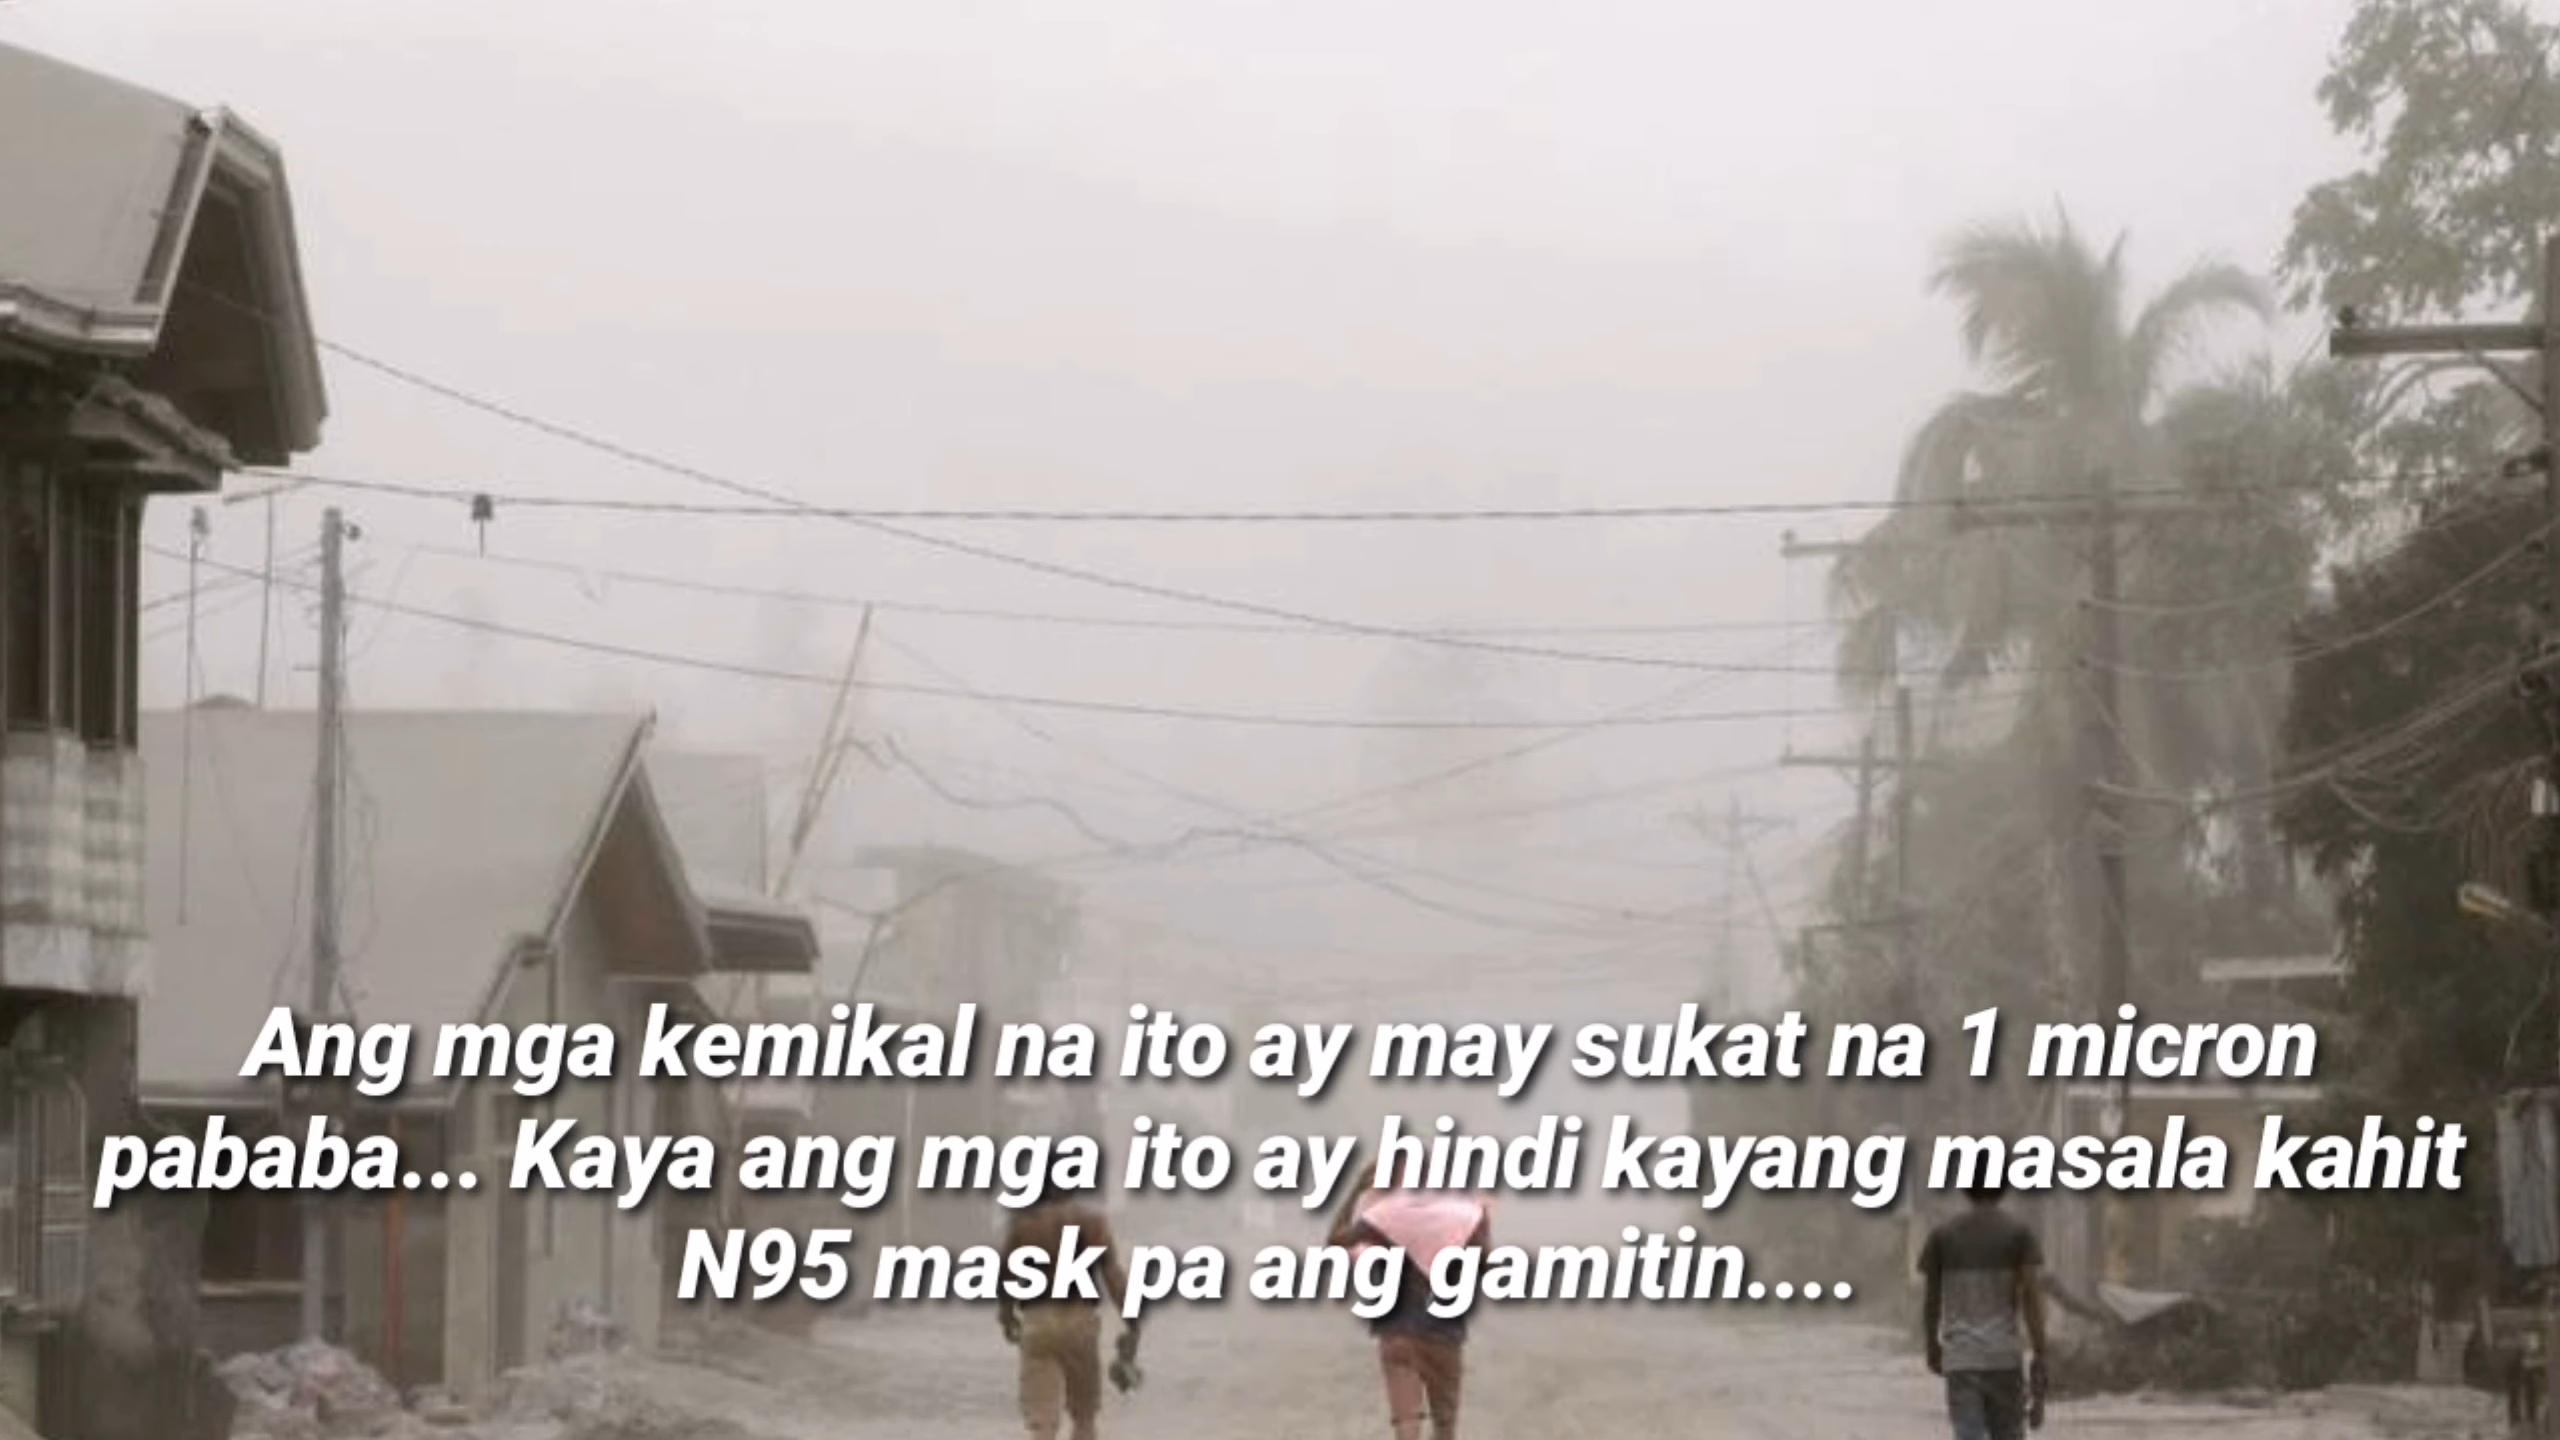 Ang mga kemikal na ito ay may sukat na 1 micron
pababa... Kaya ang mga ito ay hindi kayang masala kahit
N95 mask pa ang gamitin....